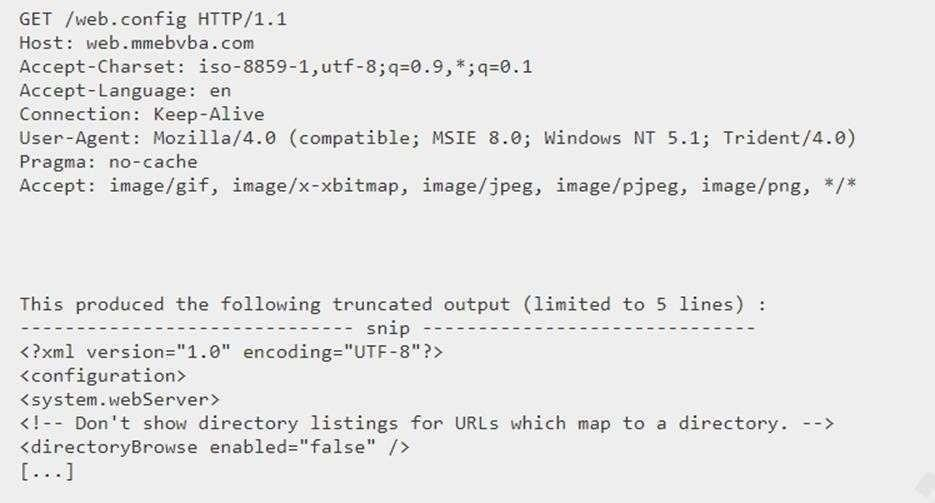 GET /web.config HTTP/1.1
Host: web.mmebvba.com
Accept-Charset: iso-8859-1,utf-8;q=0.9,*;q=0.1
Accept-Language: en
Connection: Keep-Alive
User-Agent: Mozilla/4.0 (compatible; MSIE 8.0; Windows NT 5.1; Trident/4.0)
Pragma: no-cache
Accept: image/gif, image/x-xbitmap, image/jpeg, image/pjpeg, image/png, */*
This produced the following truncated output (limited to 5 lines) :
------------------------------ snip ------------------------------
<?xml version="1.0" encoding="UTF-8"?>
<configuration>
<system.webServer>
<!-- Don't show directory listings for URLs which map to a directory. -->
<directoryBrowse enabled="false" />
[...]